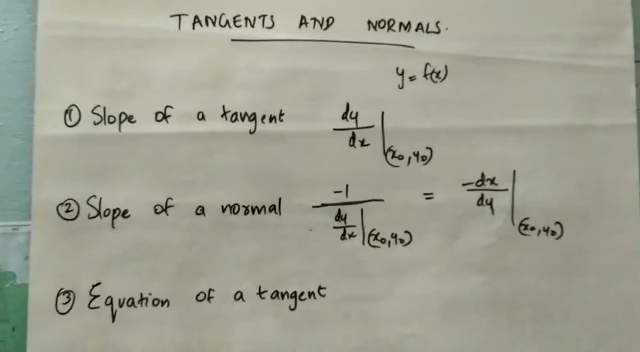 TANGENTS AND NORMALS.
y = f(x)
① Slope of a tangent dy/dx|(x₀,y₀)
② Slope of a normal -1/(dy/dx|(x₀,y₀)) = -dx/dy|(x₀,y₀)
③ Equation of a tangent